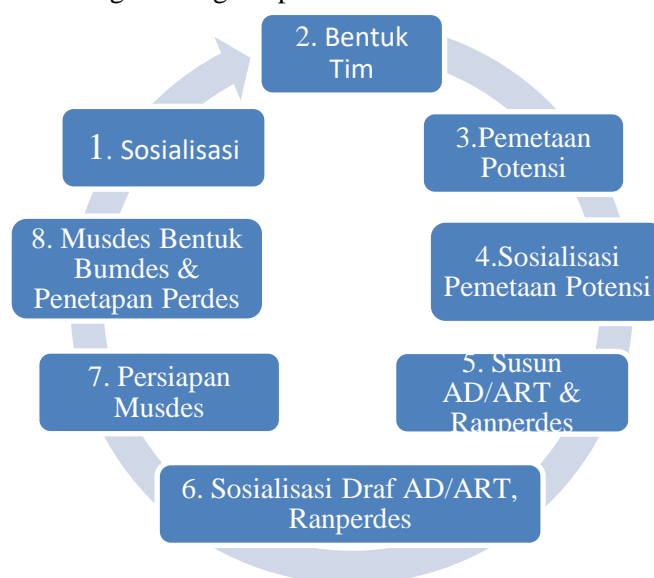 2. Bentuk
Tim
1. Sosialisasi
3.Pemetaan
Potensi
8. Musdes Bentuk
Bumdes &
Penetapan Perdes
4.Sosialisasi
Pemetaan Potensi
7. Persiapan
Musdes
5. Susun
AD/ART &
Ranperdes
6. Sosialisasi Draf AD/ART,
Ranperdes